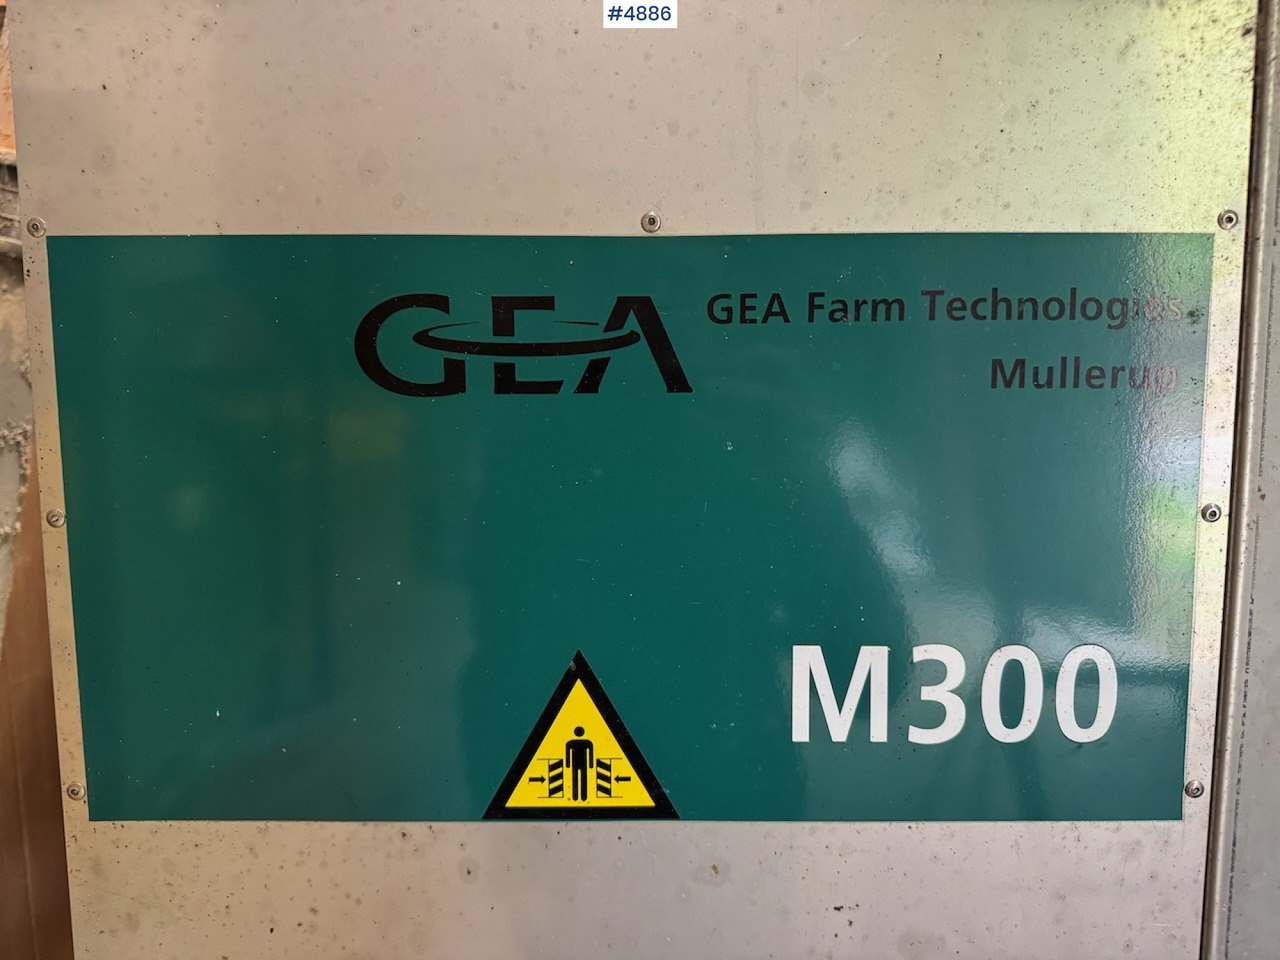 #4886
GEA GEA Farm Technologies
Mullerup
M300